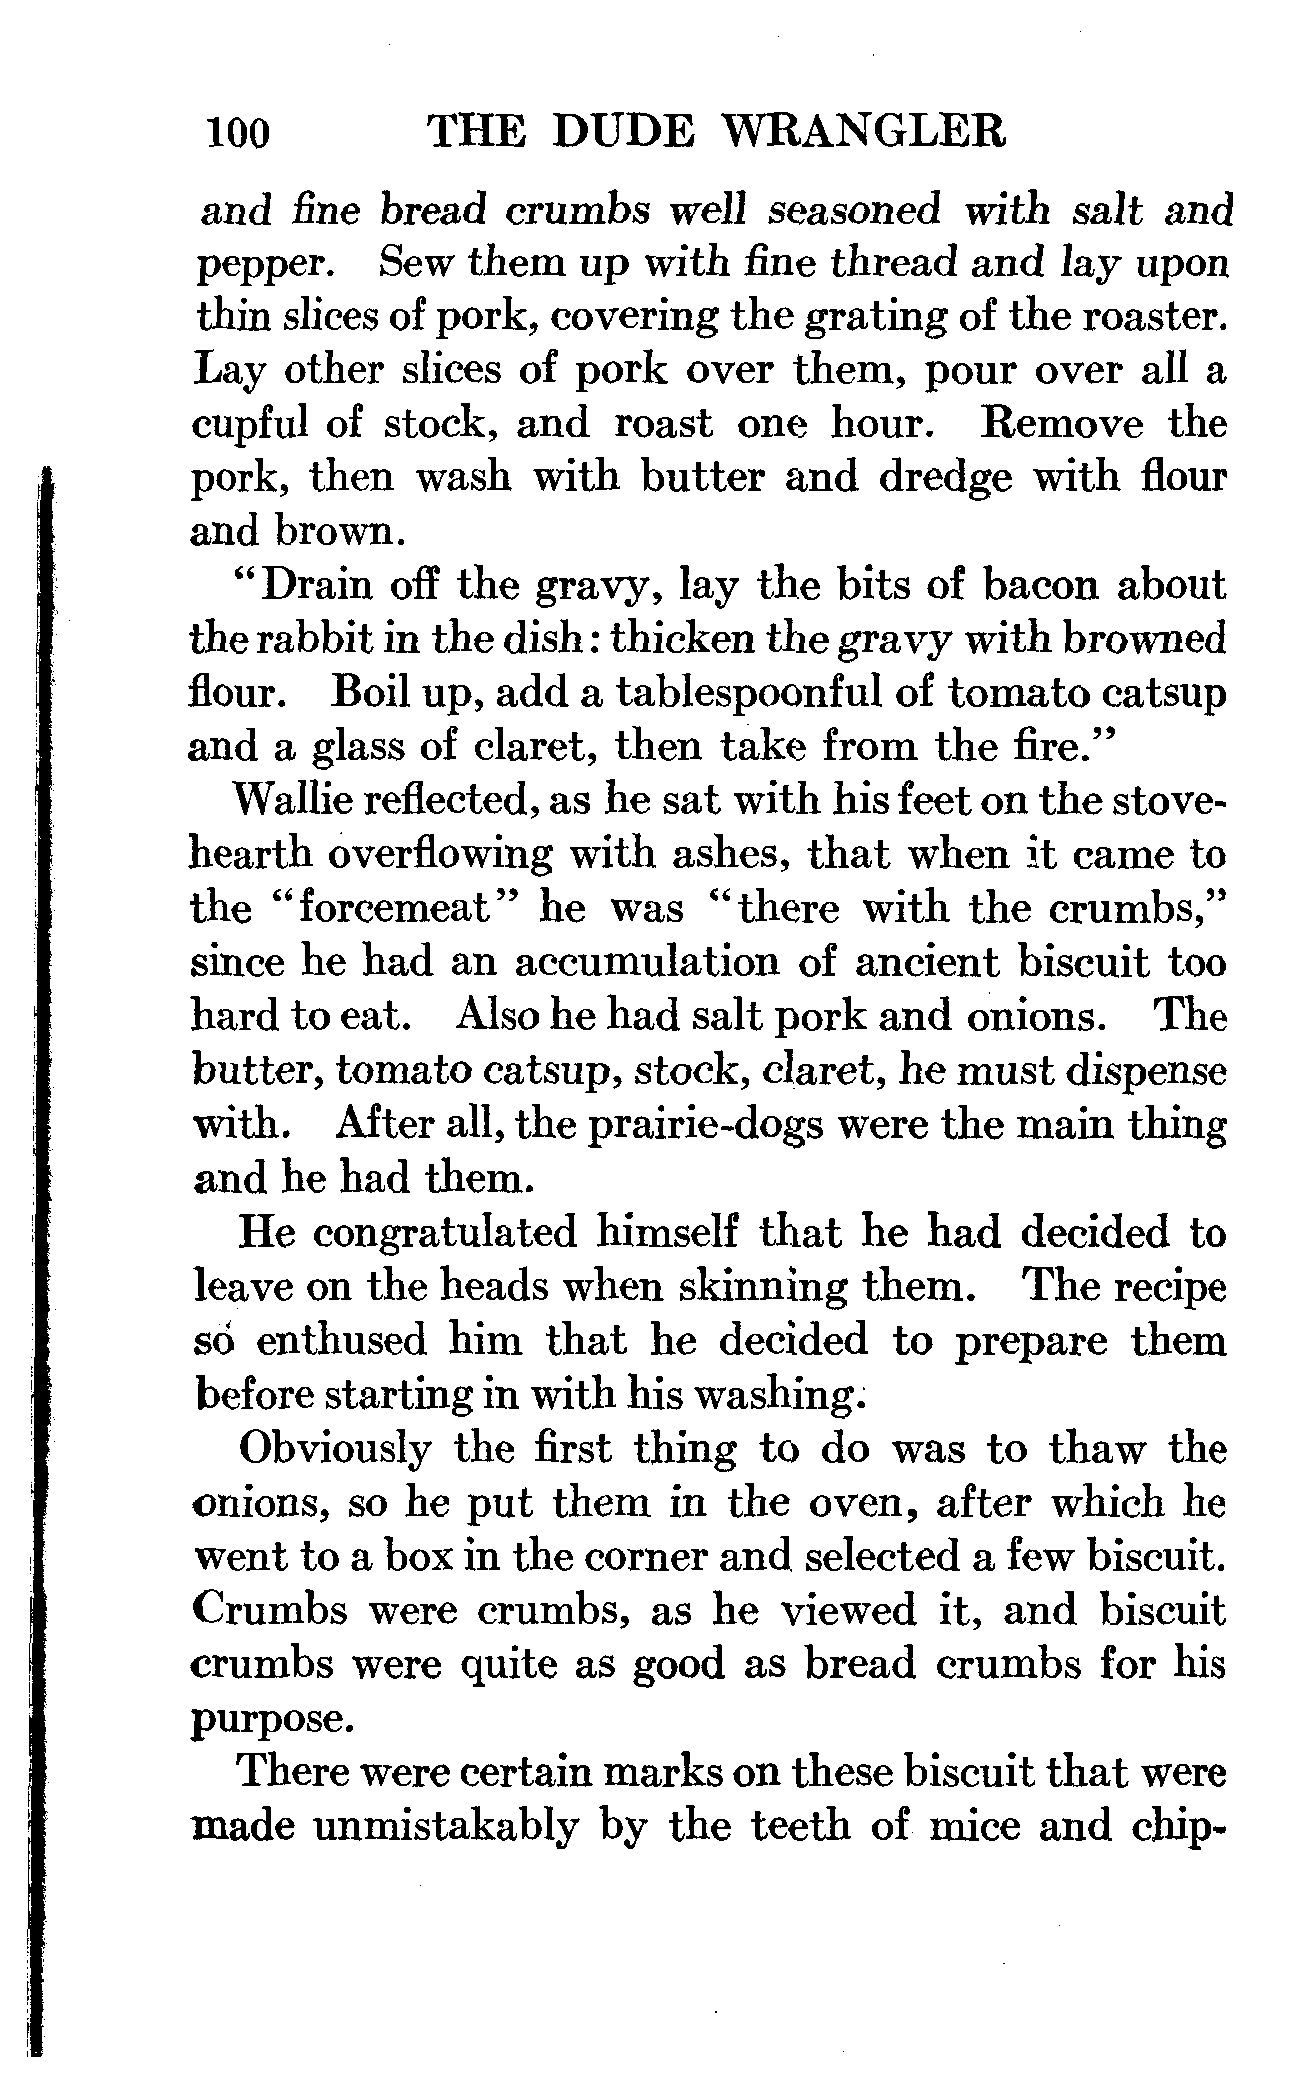 100 THE DUDE WRANGLER
and fine bread crumbs well seasoned with salt and
pepper. Sew them up with fine thread and lay upon
thin slices of pork, covering the grating of the roaster.
Lay other slices of pork over them, pour over all a
cupful of stock, and roast one hour. Remove the
pork, then wash with butter and dredge with flour
and brown.
“Drain off the gravy, lay the bits of bacon about
the rabbit in the dish: thicken the gravy with browned
flour. Boil up, add a tablespoonful of tomato catsup
and a glass of claret, then take from the fire.”
Wallie reflected, as he sat with his feet on the stove-
hearth overflowing with ashes, that when it came to
the “forcemeat” he was “there with the crumbs,”
since he had an accumulation of ancient biscuit too
hard to eat. Also he had salt pork and onions. The
butter, tomato catsup, stock, claret, he must dispense
with. After all, the prairie-dogs were the main thing
and he had them.
He congratulated himself that he had decided to
leave on the heads when skinning them. The recipe
so enthused him that he decided to prepare them
before starting in with his washing.
Obviously the first thing to do was to thaw the
onions, so he put them in the oven, after which he
went to a box in the corner and selected a few biscuit.
Crumbs were crumbs, as he viewed it, and biscuit
crumbs were quite as good as bread crumbs for his
purpose.
There were certain marks on these biscuit that were
made unmistakably by the teeth of mice and chip-